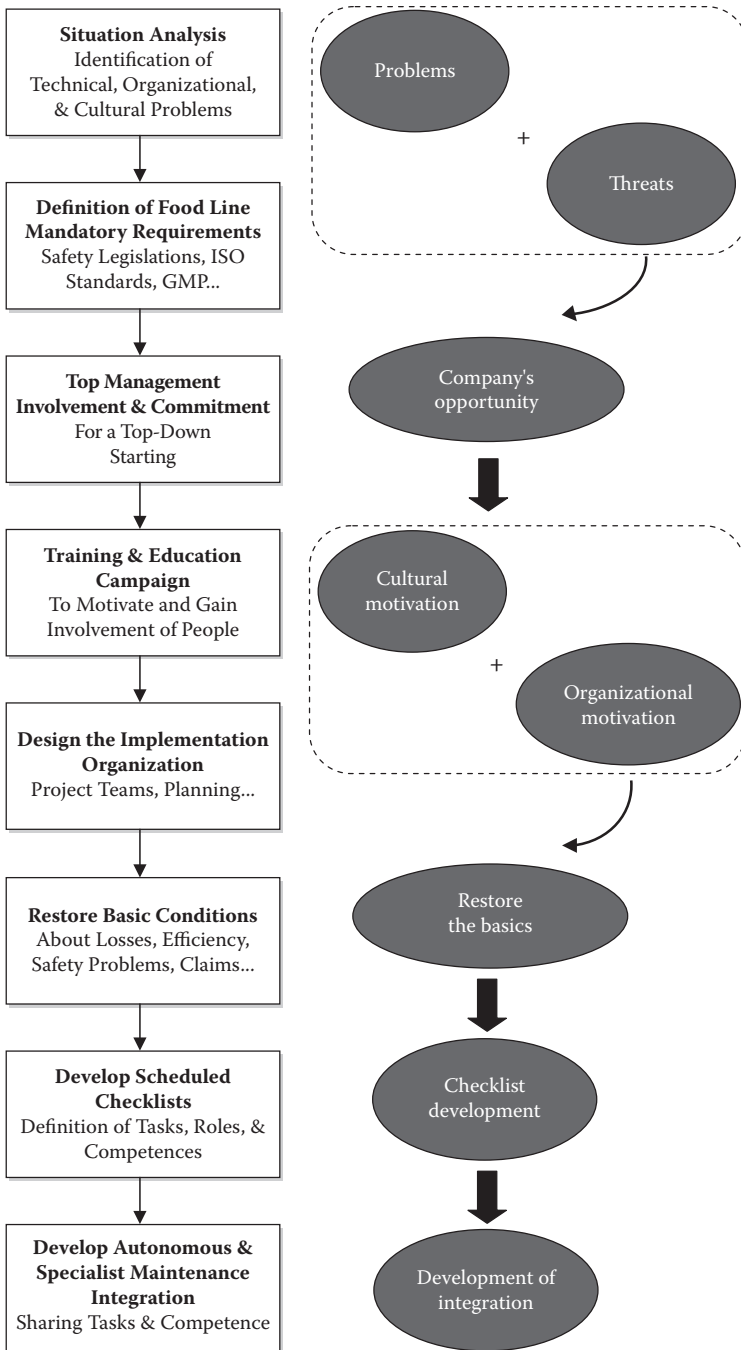 Situation Analysis
Identification of
Technical, Organizational,
& Cultural Problems
Definition of Food Line
Mandatory Requirements
Safety Legislations, ISO
Standards, GMP...
Top Management
Involvement & Commitment
For a Top-Down
Starting
Training & Education
Campaign
To Motivate and Gain
Involvement of People
Design the Implementation
Organization
Project Teams, Planning...
Restore Basic Conditions
About Losses, Efficiency,
Safety Problems, Claims...
Develop Scheduled
Checklists
Definition of Tasks, Roles, &
Competences
Develop Autonomous &
Specialist Maintenance
Integration
Sharing Tasks & Competence
Problems
+
Threats
Company's
opportunity
Cultural
motivation
+
Organizational
motivation
Restore
the basics
Checklist
development
Development of
integration